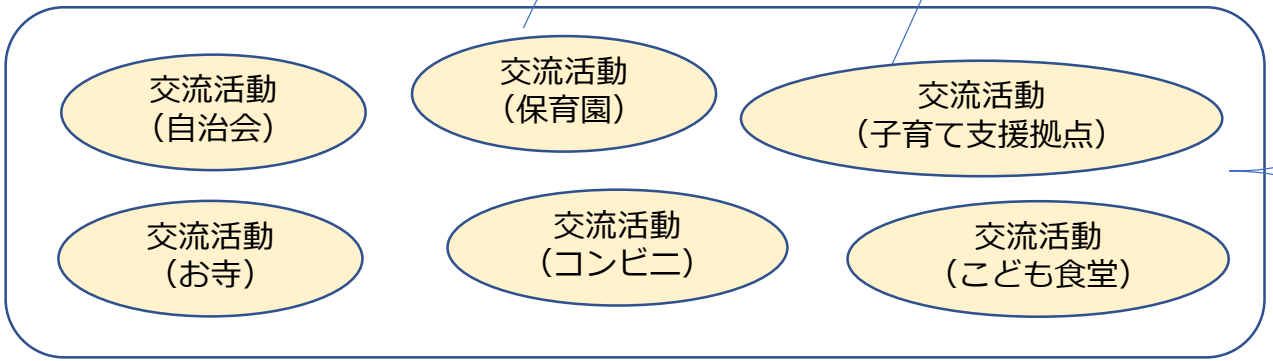 交流活動
（自治会）
交流活動
（保育園）
交流活動
（子育て支援拠点）
交流活動
（お寺）
交流活動
（コンビニ）
交流活動
（こども食堂）